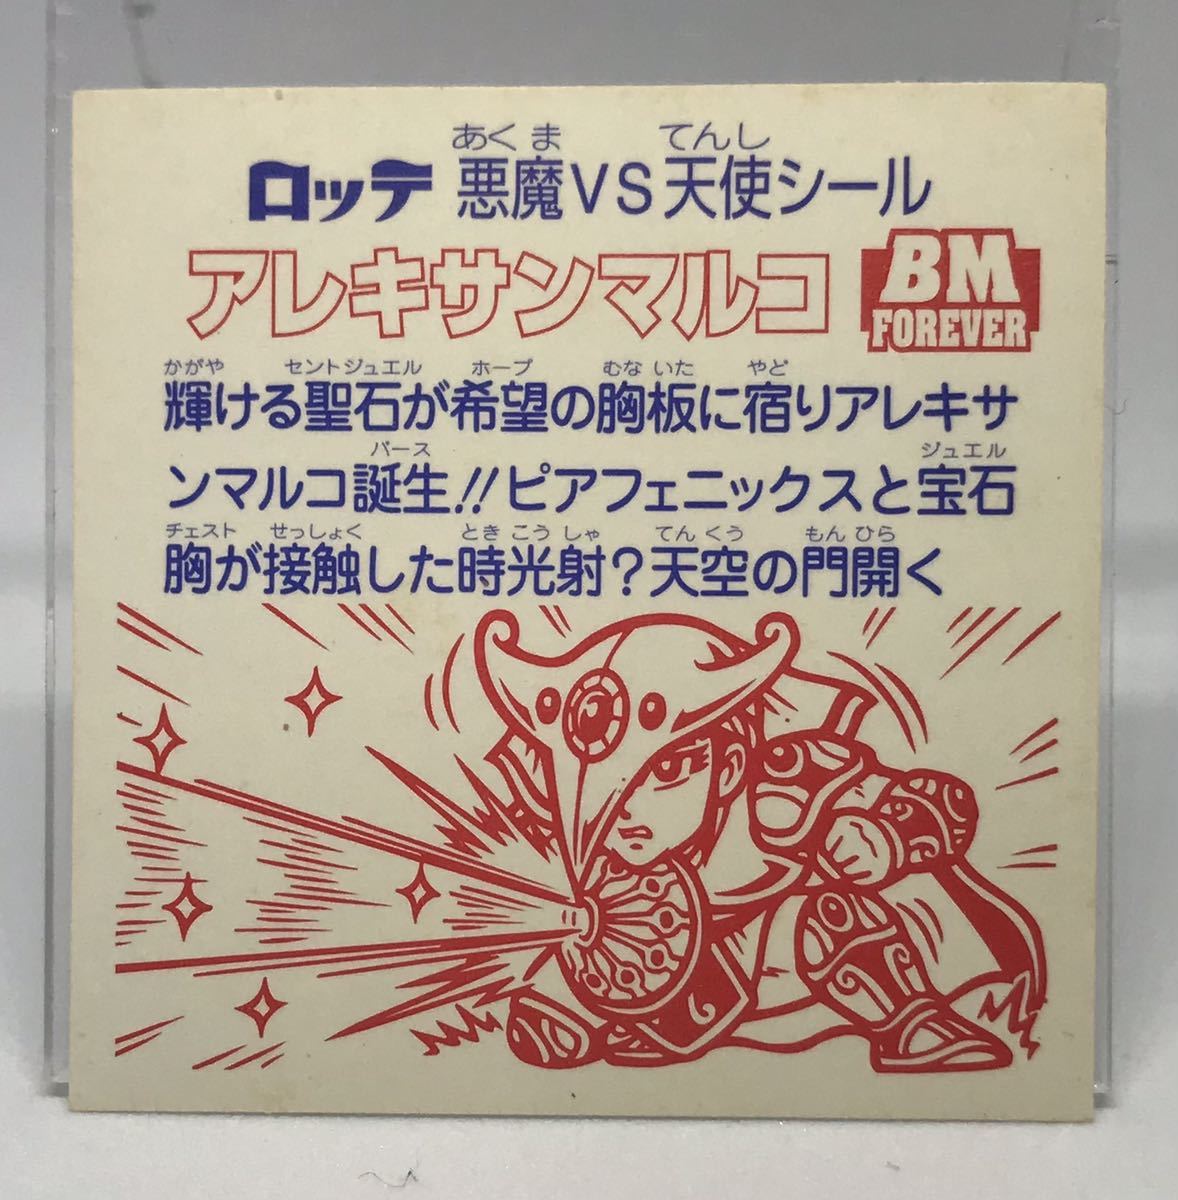 あくま てんし
ロッテ 悪魔VS天使シール
アレキサンマルコ
BM
FOREVER
かがや セントジュエル ホープ むな いた やど
輝ける聖石が希望の胸板に宿りアレキサ
バース ジュエル
ンマルコ誕生!!ピアフェニックスと宝石
チェスト せっしょく とき こう しゃ てん くう もん ひら
胸が接触した時光射?天空の門開く